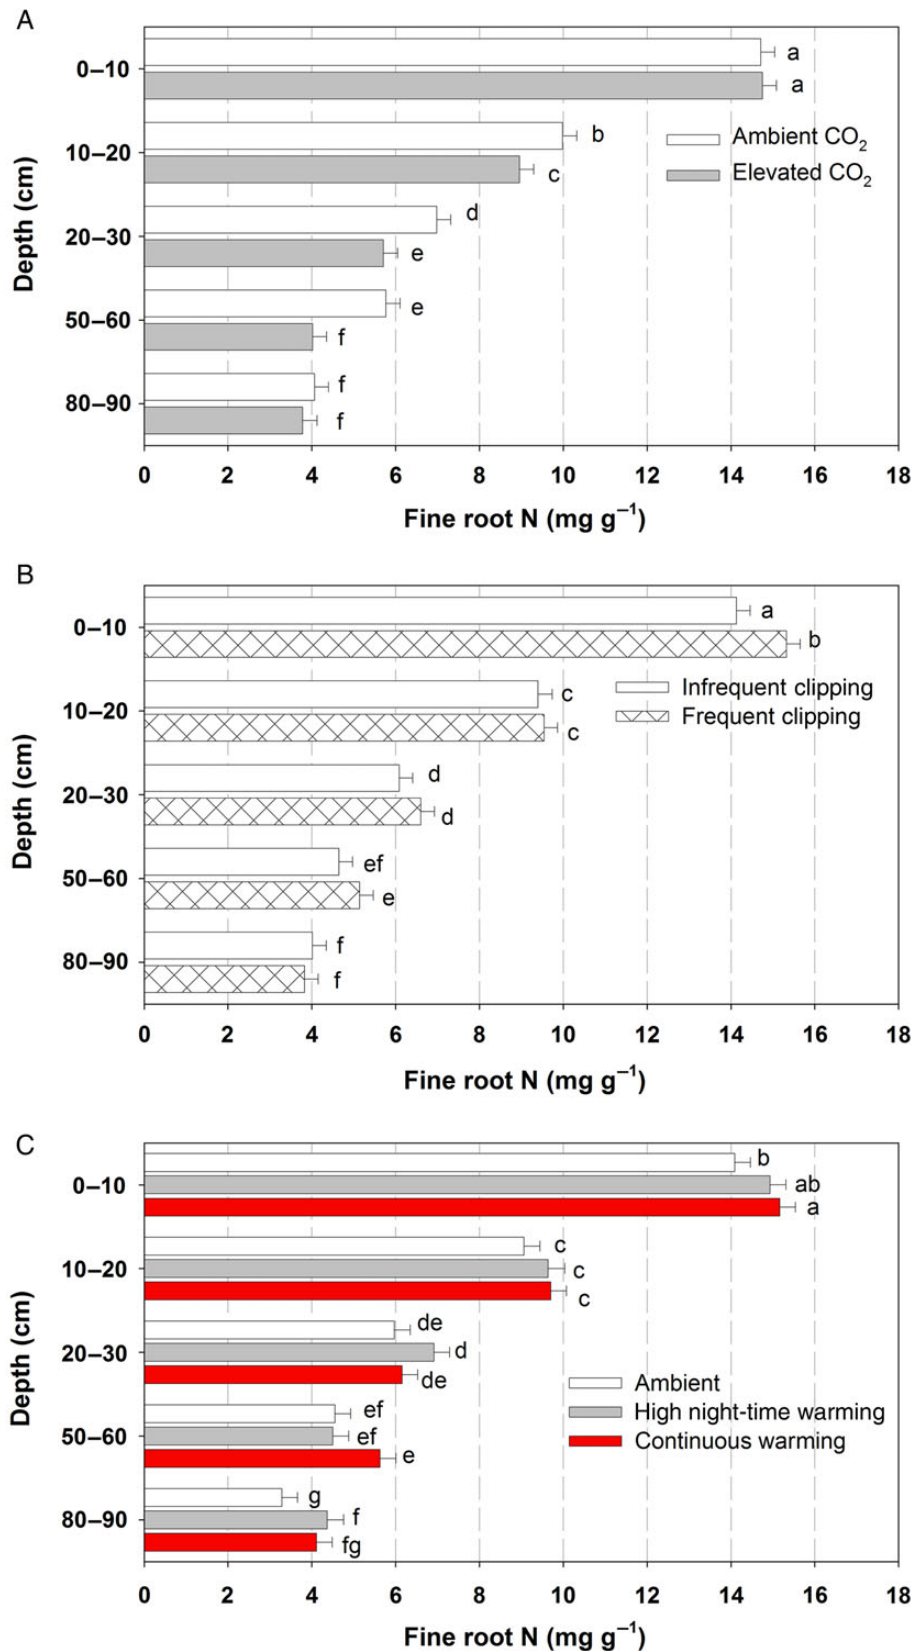 A
0–10
a
a
10–20
b
c
Ambient CO₂
Elevated CO₂
20–30
d
e
50–60
e
f
80–90
f
f
Depth (cm)
0 2 4 6 8 10 12 14 16 18
Fine root N (mg g⁻¹)
B
0–10
a
b
10–20
c
c
Infrequent clipping
Frequent clipping
20–30
d
d
50–60
ef
e
80–90
f
f
Depth (cm)
0 2 4 6 8 10 12 14 16 18
Fine root N (mg g⁻¹)
C
0–10
b
ab
a
10–20
c
c
c
20–30
de
d
de
Ambient
High night-time warming
Continuous warming
50–60
ef
ef
e
80–90
g
f
fg
Depth (cm)
0 2 4 6 8 10 12 14 16 18
Fine root N (mg g⁻¹)